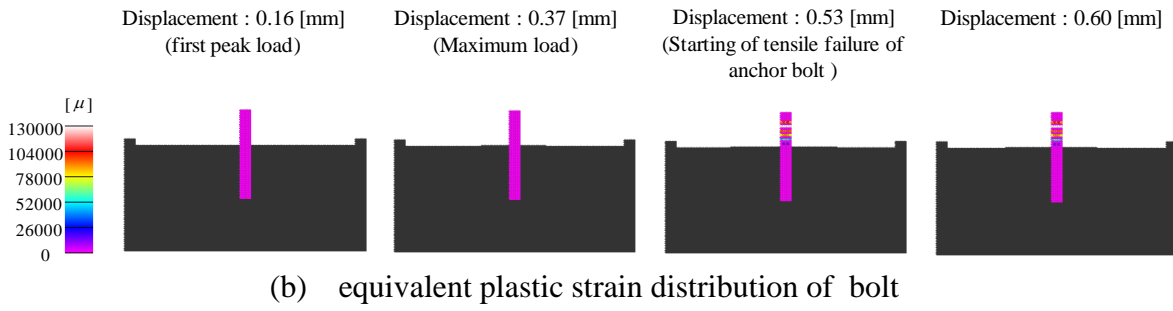 Displacement : 0.16 [mm]
(first peak load)
Displacement : 0.37 [mm]
(Maximum load)
Displacement : 0.53 [mm]
(Starting of tensile failure of
anchor bolt )
Displacement : 0.60 [mm]
[ μ ]
130000
104000
78000
52000
26000
0
(b) equivalent plastic strain distribution of bolt